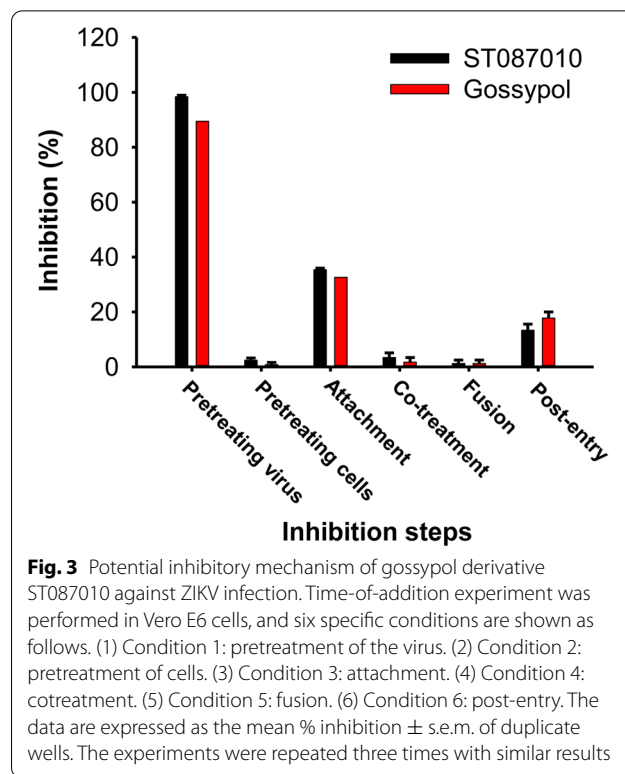 120
100
80
60
40
20
0
Inhibition (%)
ST087010
Gossypol
Pretreating virus
Pretreating cells
Attachment
Co-treatment
Fusion
Post-entry
Inhibition steps
Fig. 3 Potential inhibitory mechanism of gossypol derivative
ST087010 against ZIKV infection. Time-of-addition experiment was
performed in Vero E6 cells, and six specific conditions are shown as
follows. (1) Condition 1: pretreatment of the virus. (2) Condition 2:
pretreatment of cells. (3) Condition 3: attachment. (4) Condition 4:
cotreatment. (5) Condition 5: fusion. (6) Condition 6: post-entry. The
data are expressed as the mean % inhibition ± s.e.m. of duplicate
wells. The experiments were repeated three times with similar results